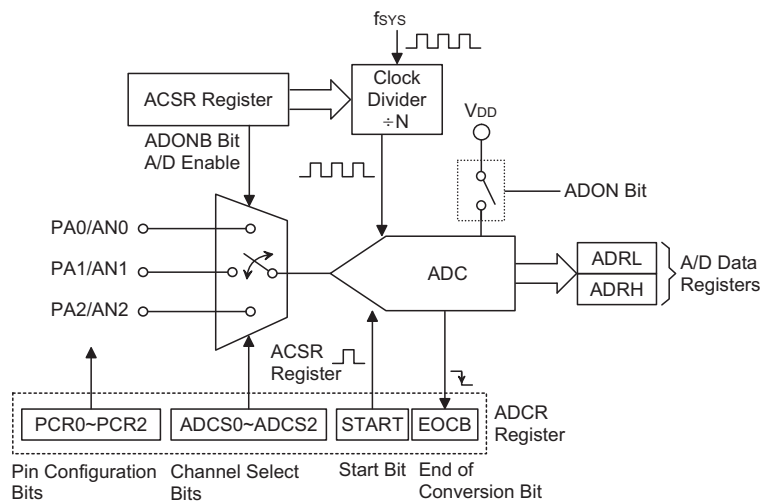 fSYS
ACSR Register
Clock
Divider
÷N
VDD
ADONB Bit
A/D Enable
ADON Bit
PA0/AN0
PA1/AN1
PA2/AN2
ADC
ADRL
ADRH
A/D Data
Registers
ACSR
Register
PCR0~PCR2
ADCS0~ADCS2
START
EOCB
ADCR
Register
Pin Configuration
Bits
Channel Select
Bits
Start Bit
End of
Conversion Bit